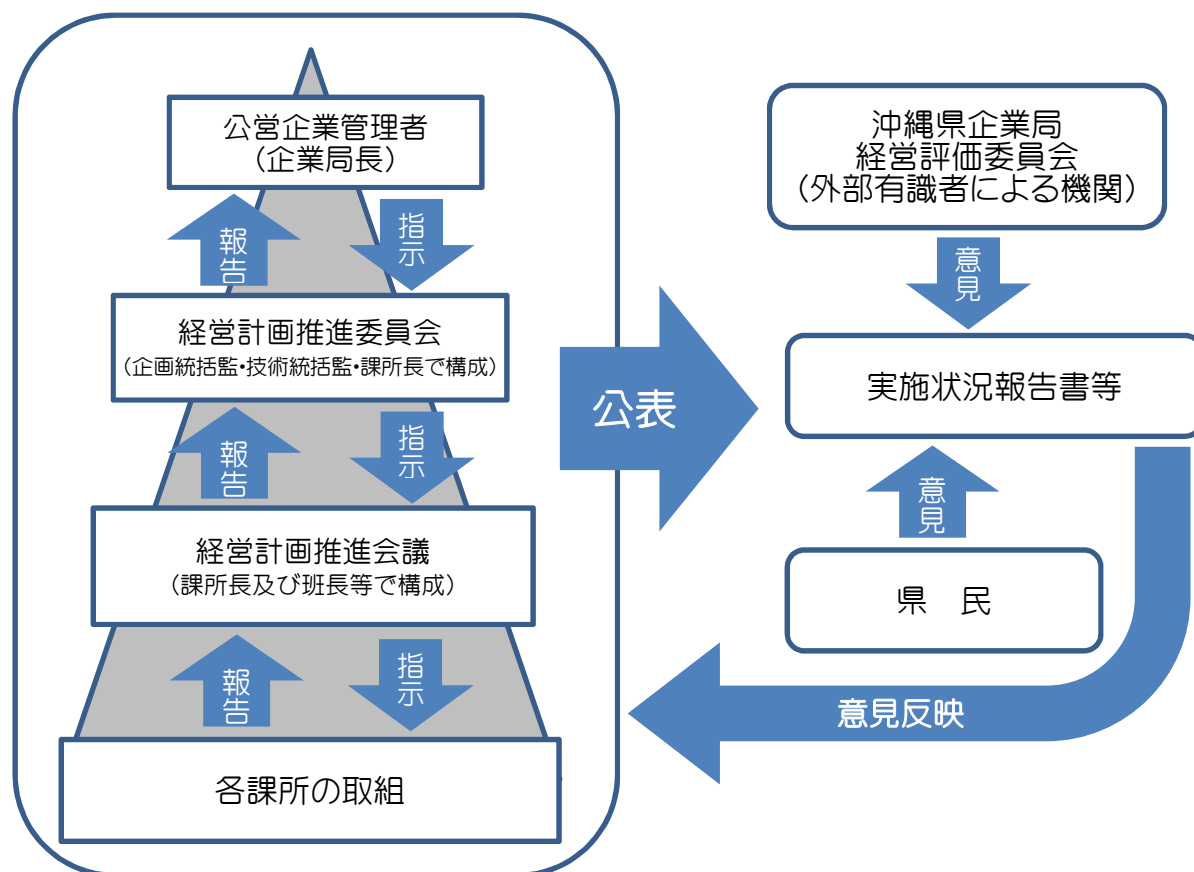 公営企業管理者
(企業局長)
報告
指示
経営計画推進委員会
(企画統括監・技術統括監・課所長で構成)
報告
指示
経営計画推進会議
(課所長及び班長等で構成)
報告
指示
各課所の取組
公表
沖縄県企業局
経営評価委員会
(外部有識者による機関)
意見
実施状況報告書等
意見
県　民
意見反映